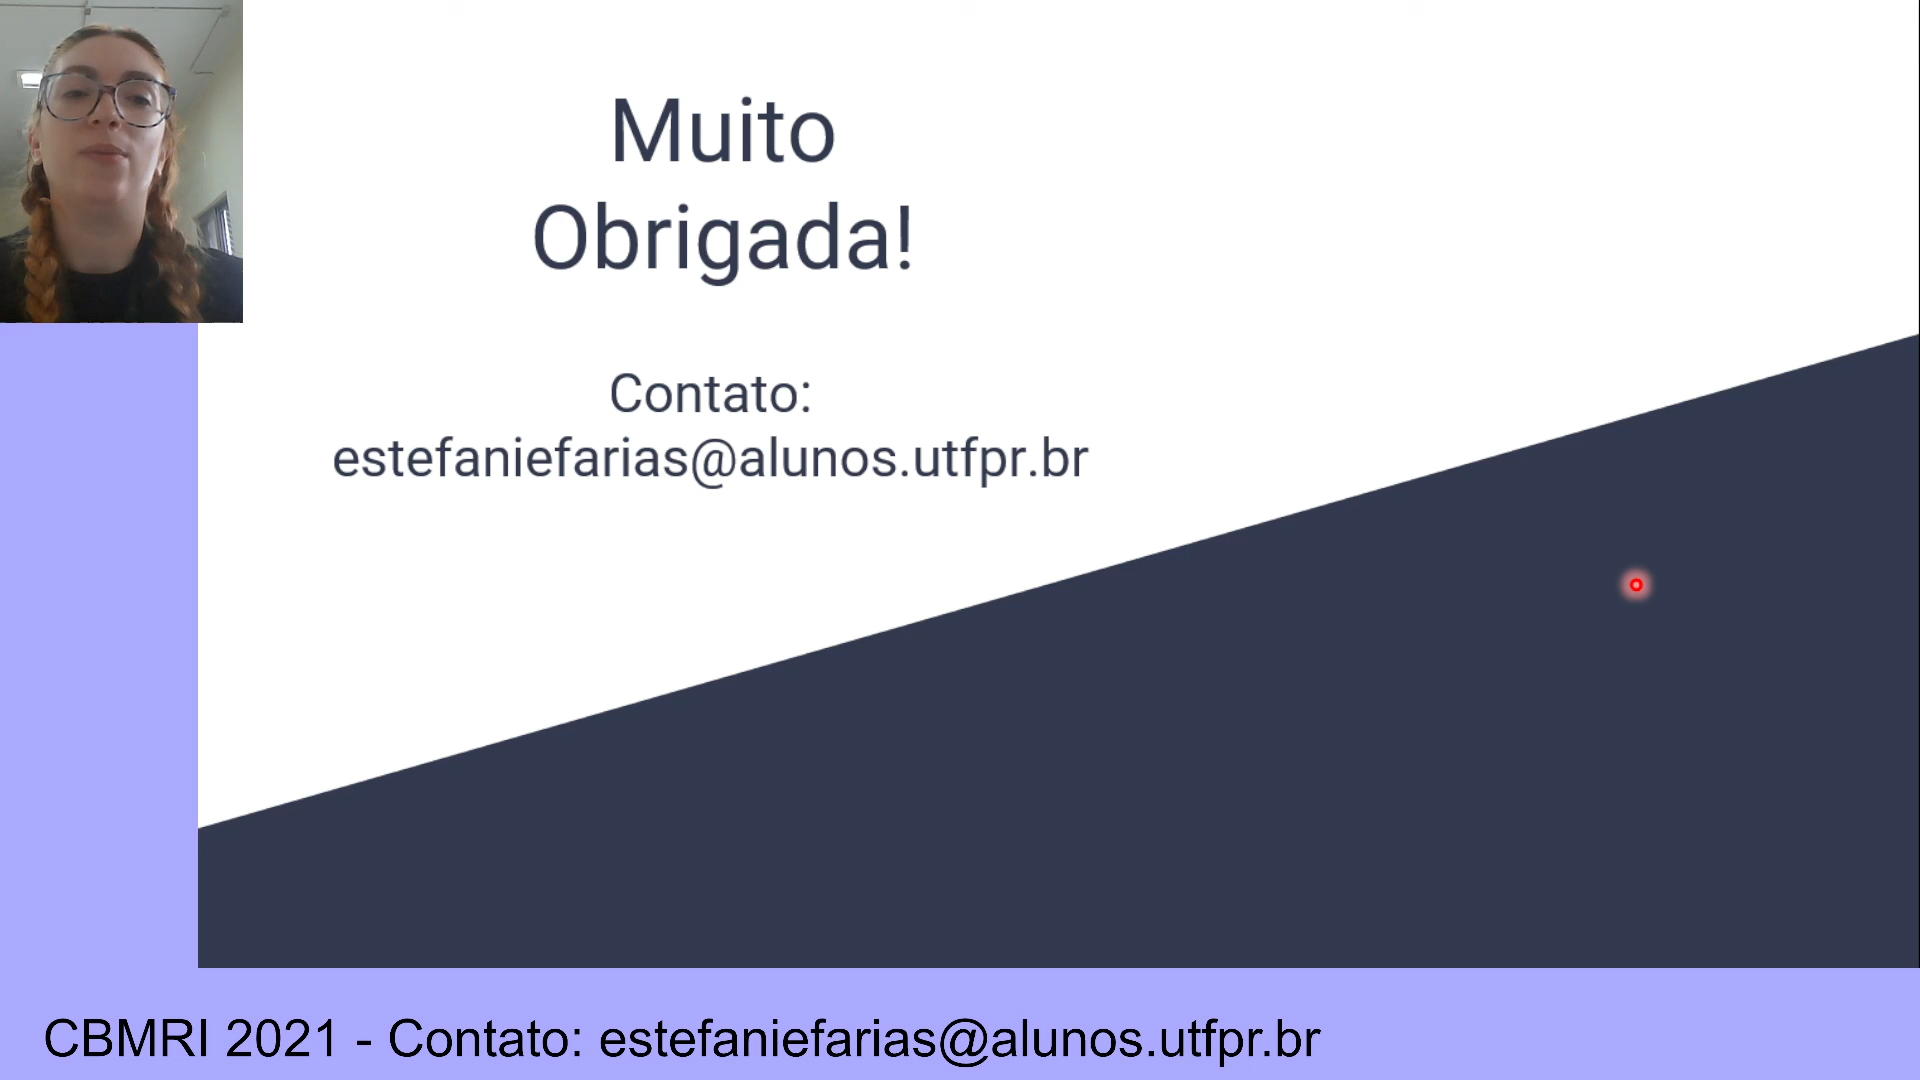 Muito
Obrigada!
Contato:
estefaniefarias@alunos.utfpr.br
CBMRI 2021 - Contato: estefaniefarias@alunos.utfpr.br